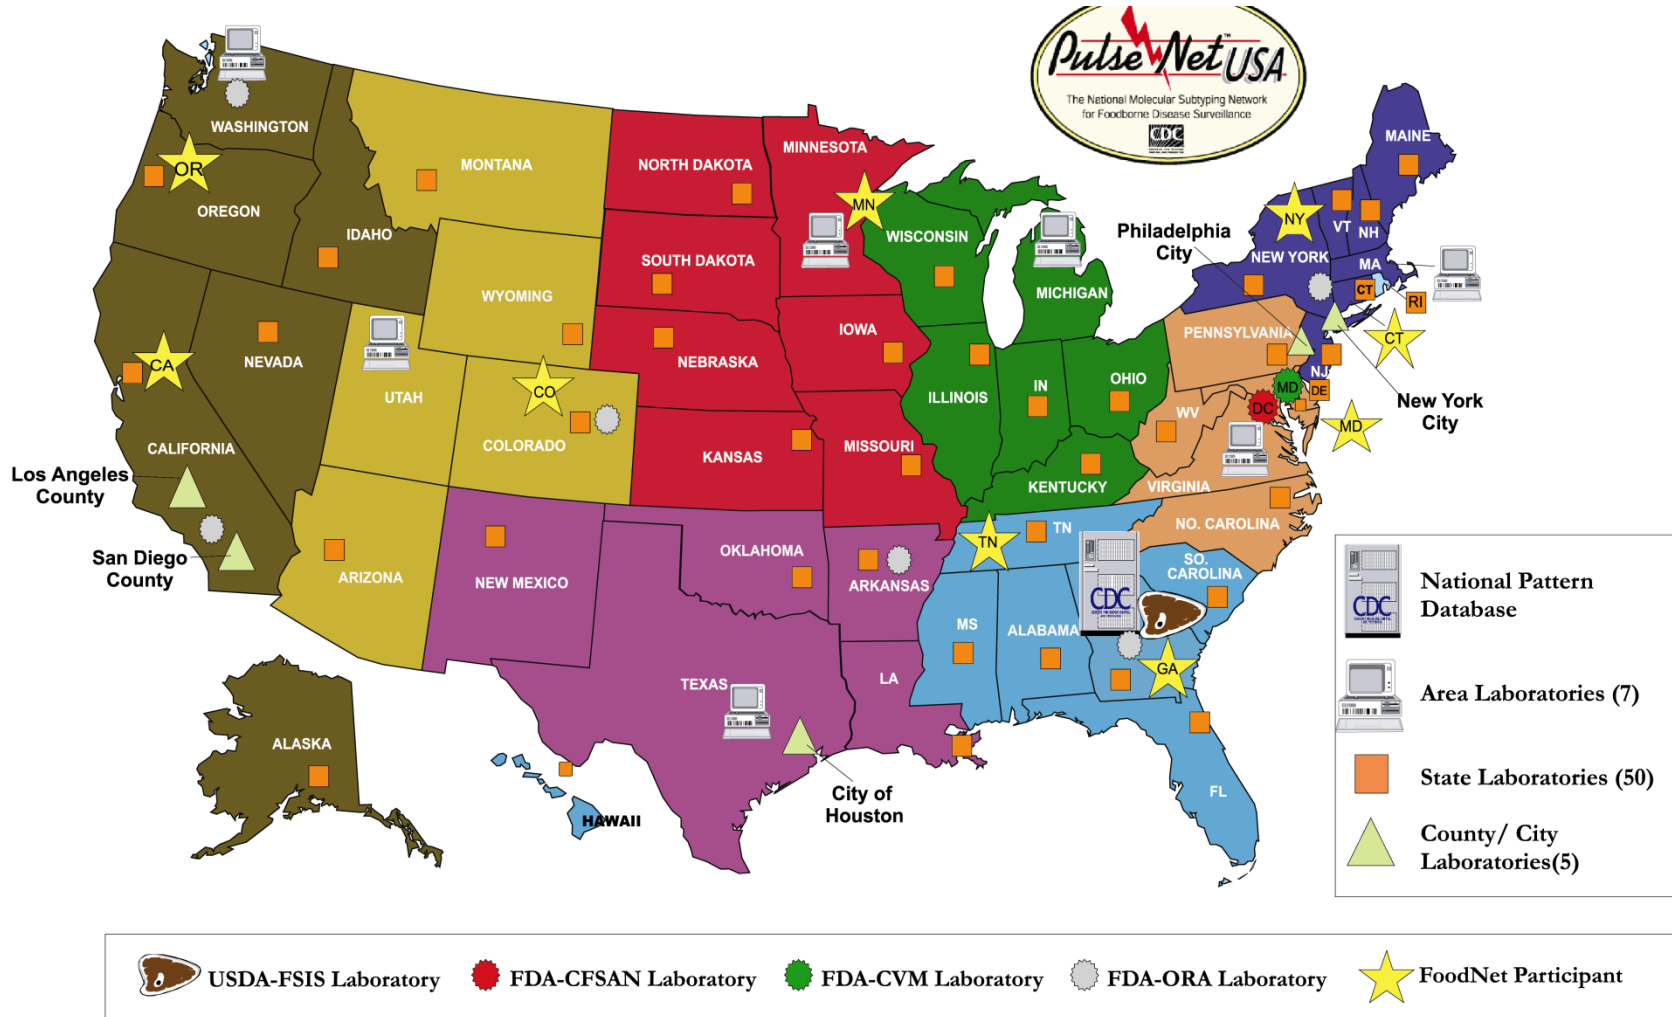 Pulse Net USA
™
The National Molecular Subtyping Network
for Foodborne Disease Surveillance
CDC
WASHINGTON
OR
OREGON
IDAHO
MONTANA
NORTH DAKOTA
MINNESOTA
MN
SOUTH DAKOTA
WYOMING
WISCONSIN
MICHIGAN
MAINE
NY
VT
NH
NEW YORK
MA
CT
RI
CT
Philadelphia
City
PENNSYLVANIA
NJ
DE
MD
DC
MD
New York
City
CA
NEVADA
UTAH
CO
COLORADO
NEBRASKA
IOWA
ILLINOIS
IN
OHIO
WV
VIRGINIA
KENTUCKY
KANSAS
MISSOURI
CALIFORNIA
Los Angeles
County
San Diego
County
ARIZONA
NEW MEXICO
OKLAHOMA
ARKANSAS
TN
TN
NO. CAROLINA
SO.
CAROLINA
CDC
MS
ALABAMA
GA
TEXAS
LA
FL
City of
Houston
ALASKA
HAWAII
CDC
National Pattern
Database
Area Laboratories (7)
State Laboratories (50)
County/ City
Laboratories(5)
USDA-FSIS Laboratory
FDA-CFSAN Laboratory
FDA-CVM Laboratory
FDA-ORA Laboratory
FoodNet Participant